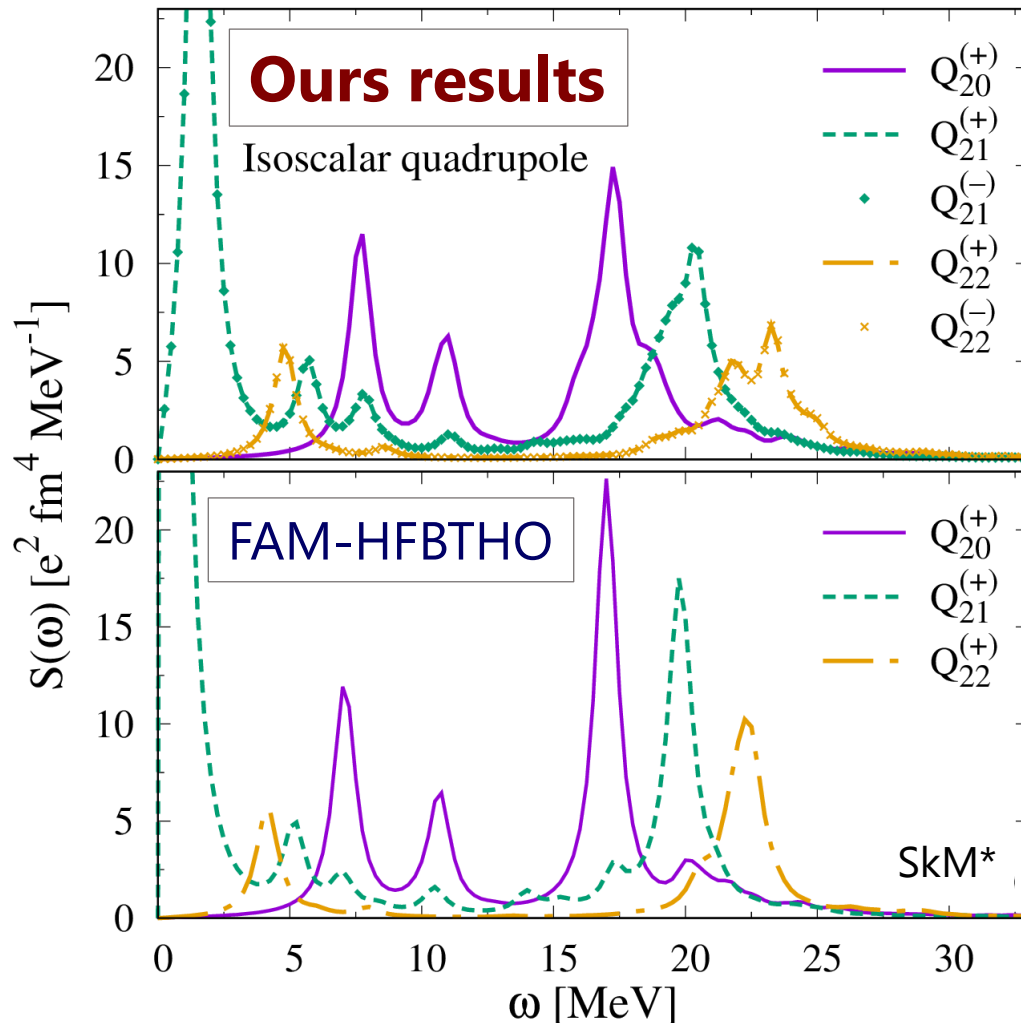 Ours results
Isoscalar quadrupole
Q₂₀⁽⁺⁾
Q₂₁⁽⁺⁾
Q₂₁⁽⁻⁾
Q₂₂⁽⁺⁾
Q₂₂⁽⁻⁾
20
15
10
5
0
S(ω) [e² fm⁴ MeV⁻¹]
FAM-HFBTHO
Q₂₀⁽⁺⁾
Q₂₁⁽⁺⁾
Q₂₂⁽⁺⁾
SkM*
20
15
10
5
0
0 5 10 15 20 25 30
ω [MeV]